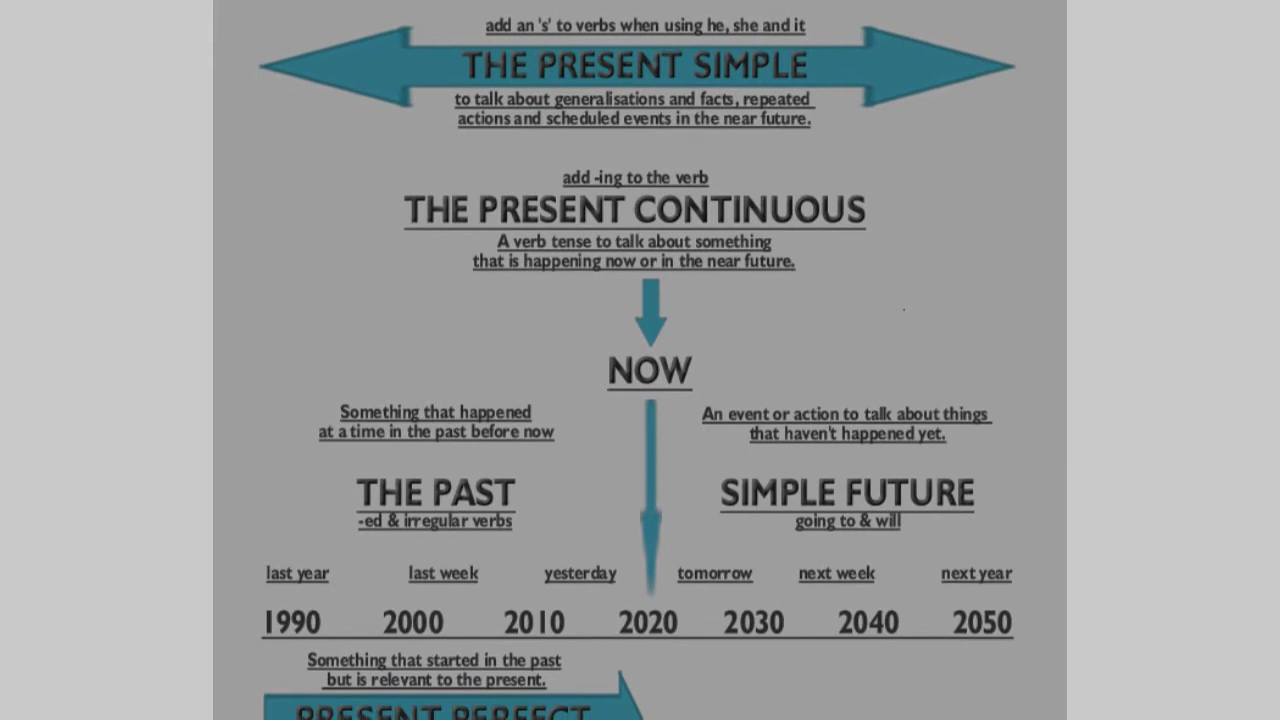 add an 's' to verbs when using he, she and it
THE PRESENT SIMPLE
to talk about generalisations and facts, repeated
actions and scheduled events in the near future.
add -ing to the verb
THE PRESENT CONTINUOUS
A verb tense to talk about something
that is happening now or in the near future.
NOW
Something that happened
at a time in the past before now
An event or action to talk about things
that haven't happened yet.
THE PAST
-ed & irregular verbs
SIMPLE FUTURE
going to & will
last year last week yesterday tomorrow next week next year
1990 2000 2010 2020 2030 2040 2050
Something that started in the past
but is relevant to the present.
PRESENT PERFECT